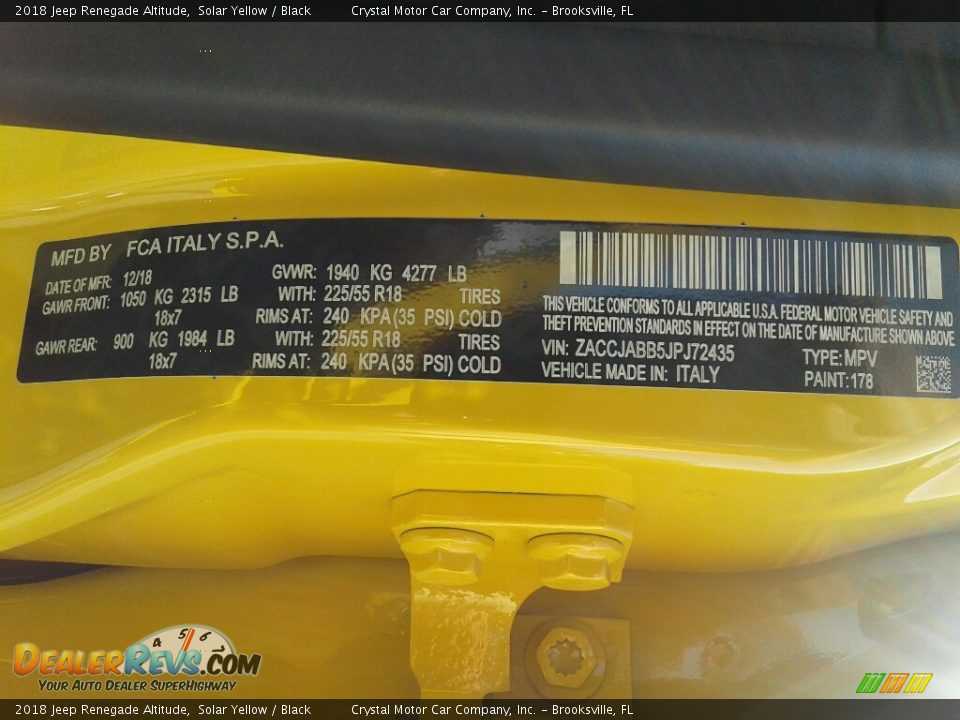 2018 Jeep Renegade Altitude, Solar Yellow / Black Crystal Motor Car Company, Inc. - Brooksville, FL
MFD BY FCA ITALY S.P.A.
DATE OF MFR: 12/18 GVWR: 1940 KG 4277 LB
GAWR FRONT: 1050 KG 2315 LB WITH: 225/55 R18 TIRES
18x7 RIMS AT: 240 KPA (35 PSI) COLD
GAWR REAR: 900 KG 1984 LB WITH: 225/55 R18 TIRES
18x7 RIMS AT: 240 KPA (35 PSI) COLD
THIS VEHICLE CONFORMS TO ALL APPLICABLE U.S.A. FEDERAL MOTOR VEHICLE SAFETY AND
THEFT PREVENTION STANDARDS IN EFFECT ON THE DATE OF MANUFACTURE SHOWN ABOVE
VIN: ZACCJABB5JPJ72435 TYPE: MPV
VEHICLE MADE IN: ITALY PAINT: 178
4 5 6
DEALERREVS.COM
YOUR AUTO DEALER SUPERHIGHWAY
2018 Jeep Renegade Altitude, Solar Yellow / Black Crystal Motor Car Company, Inc. - Brooksville, FL